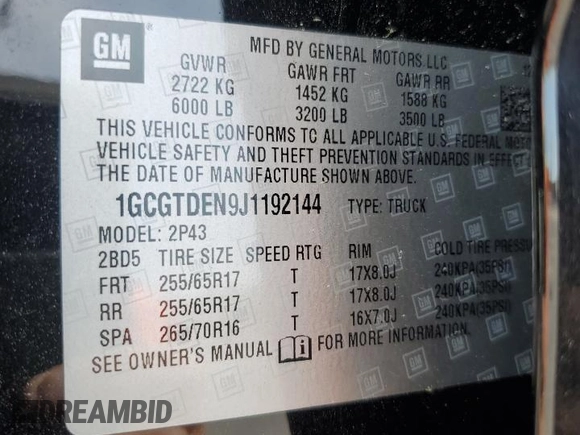 GM
MFD BY GENERAL MOTORS LLC
GVWR GAWR FRT GAWR RR
2722 KG 1452 KG 1588 KG
6000 LB 3200 LB 3500 LB
THIS VEHICLE CONFORMS TO ALL APPLICABLE U.S. FEDERAL MOTOR
VEHICLE SAFETY AND THEFT PREVENTION STANDARDS IN EFFECT
THE DATE OF MANUFACTURE SHOWN ABOVE.
1GCGTDEN9J1192144 TYPE: TRUCK
MODEL: 2P43
2BD5 TIRE SIZE SPEED RTG RIM COLD TIRE PRESSU
FRT 255/65R17 T 17X8.0J 240KPA(35PSI)
RR 255/65R17 T 17X8.0J 240KPA(35PSI)
SPA 265/70R16 T 16X7.0J 240KPA(35PSI)
SEE OWNER'S MANUAL FOR MORE INFORMATION.
DREAMBID